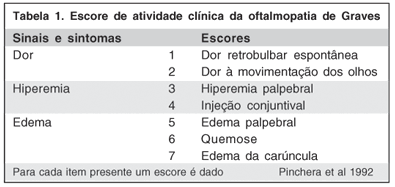 Tabela 1. Escore de atividade clínica da oftalmopatia de Graves
Sinais e sintomas Escores
Dor 1 Dor retrobulbar espontânea
2 Dor à movimentação dos olhos
Hiperemia 3 Hiperemia palpebral
4 Injeção conjuntival
Edema 5 Edema palpebral
6 Quemose
7 Edema da carúncula
Para cada item presente um escore é dado Pinchera et al 1992